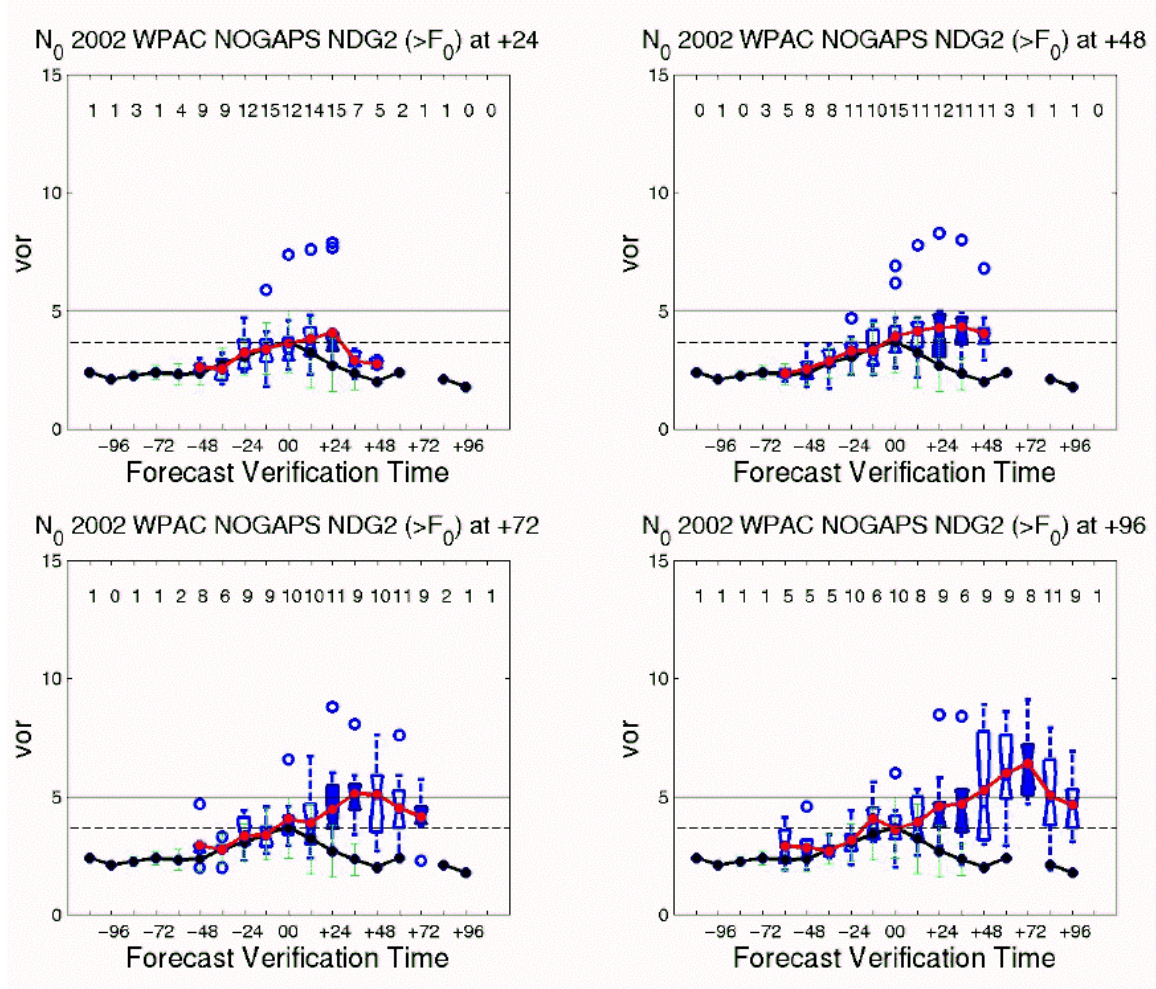 N0 2002 WPAC NOGAPS NDG2 (>F0) at +24
15
1 1 3 1 4 9 9 12 15 12 14 15 7 5 2 1 1 0 0
10
vor
5
0
−96 −72 −48 −24 00 +24 +48 +72 +96
Forecast Verification Time
N0 2002 WPAC NOGAPS NDG2 (>F0) at +48
15
0 1 0 3 5 8 8 11 10 15 11 12 11 11 3 1 1 1 0
10
vor
5
0
−96 −72 −48 −24 00 +24 +48 +72 +96
Forecast Verification Time
N0 2002 WPAC NOGAPS NDG2 (>F0) at +72
15
1 0 1 1 2 8 6 9 9 10 10 11 9 10 11 9 2 1 1
10
vor
5
0
−96 −72 −48 −24 00 +24 +48 +72 +96
Forecast Verification Time
N0 2002 WPAC NOGAPS NDG2 (>F0) at +96
15
1 1 1 1 5 5 5 10 6 10 8 9 6 9 9 8 11 9 1
10
vor
5
0
−96 −72 −48 −24 00 +24 +48 +72 +96
Forecast Verification Time